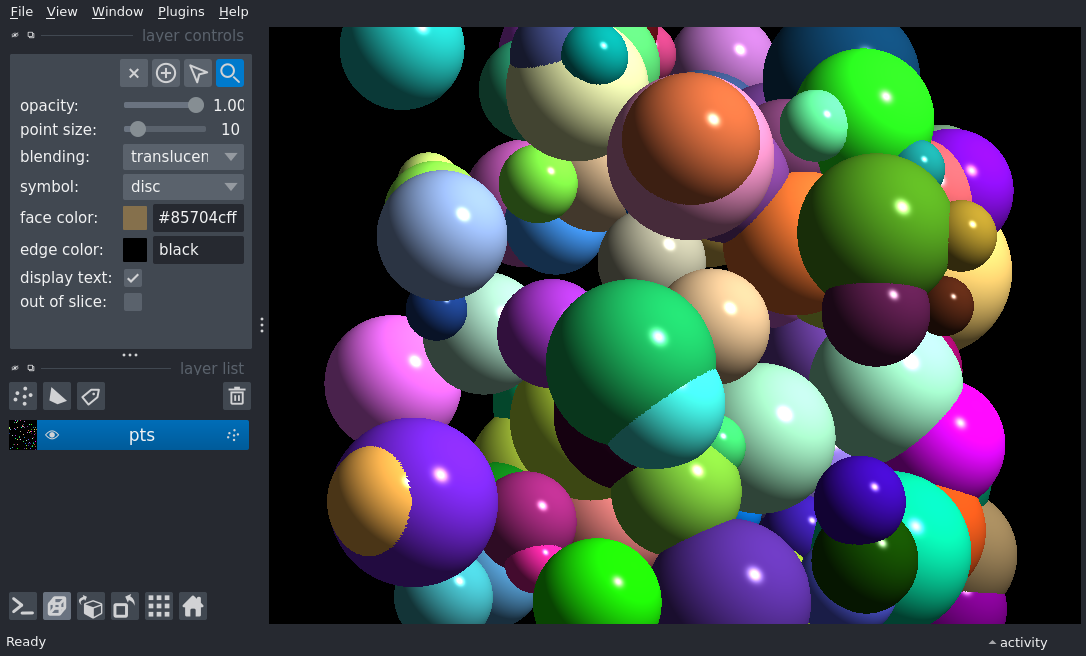 File View Window Plugins Help
layer controls
opacity: 1.00
point size: 10
blending: translucen
symbol: disc
face color: #85704cff
edge color: black
display text:
out of slice:
layer list
pts
Ready
activity